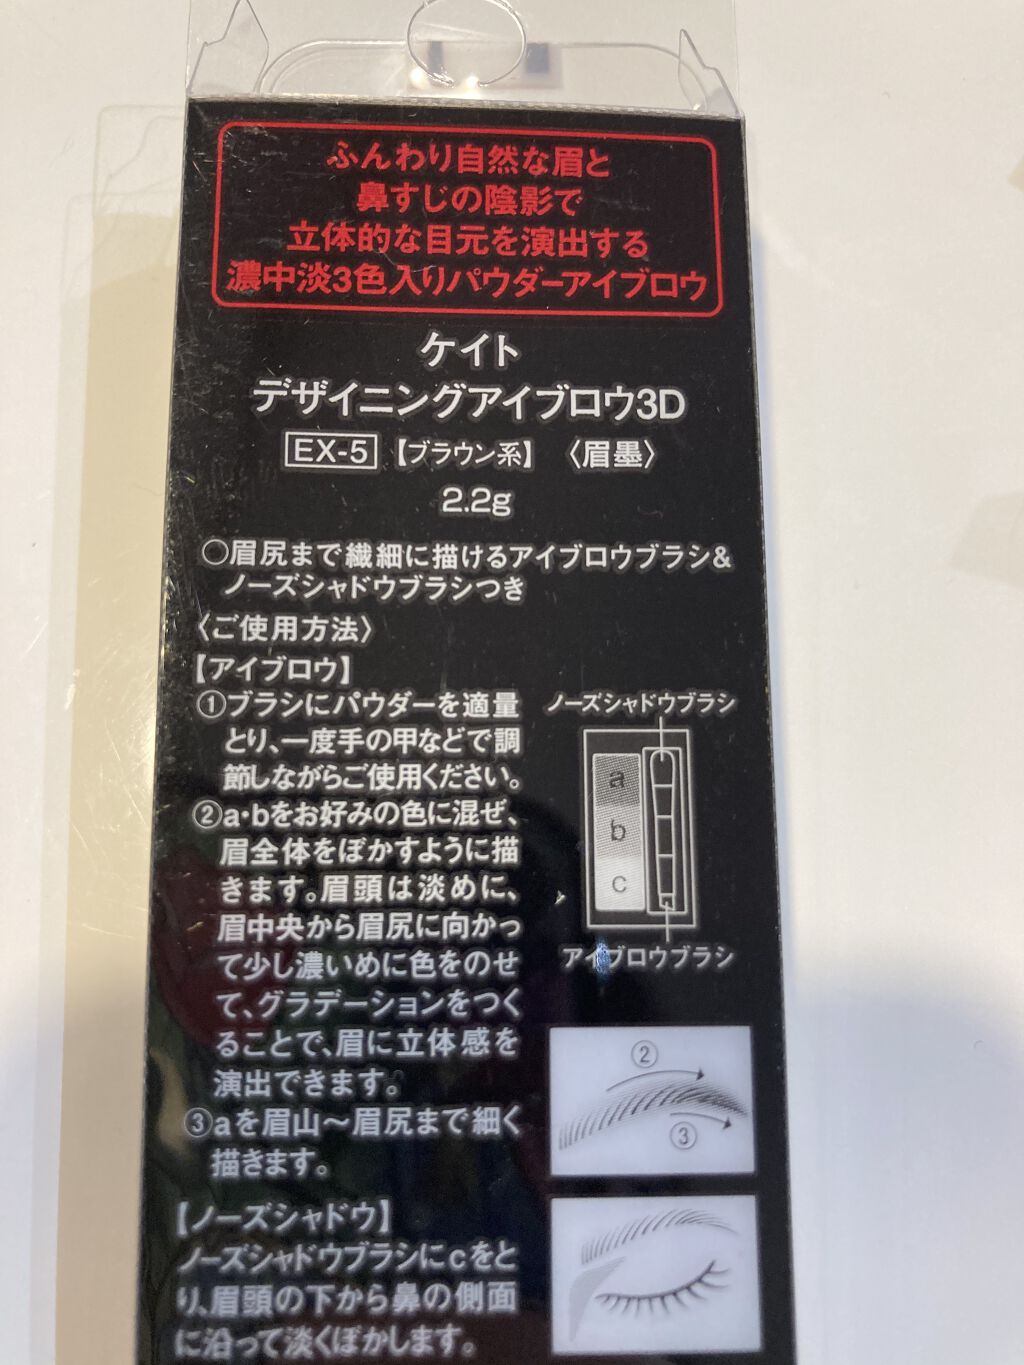 ふんわり自然な眉と
鼻すじの陰影で
立体的な目元を演出する
濃中淡3色入りパウダーアイブロウ
ケイト
デザイニングアイブロウ3D
EX-5 【ブラウン系】 〈眉墨〉
2.2g
○眉尻まで繊細に描けるアイブロウブラシ&
ノーズシャドウブラシつき
〈ご使用方法〉
【アイブロウ】
①ブラシにパウダーを適量
とり、一度手の甲などで調
節しながらご使用ください。
②a・bをお好みの色に混ぜ、
眉全体をぼかすように描
きます。眉頭は淡めに、
眉中央から眉尻に向かっ
て少し濃いめに色をのせ
て、グラデーションをつく
ることで、眉に立体感を
演出できます。
③aを眉山～眉尻まで細く
描きます。
【ノーズシャドウ】
ノーズシャドウブラシにcをと
り、眉頭の下から鼻の側面
に沿って淡くぼかします。
ノーズシャドウブラシ
a
b
c
アイブロウブラシ
②
③